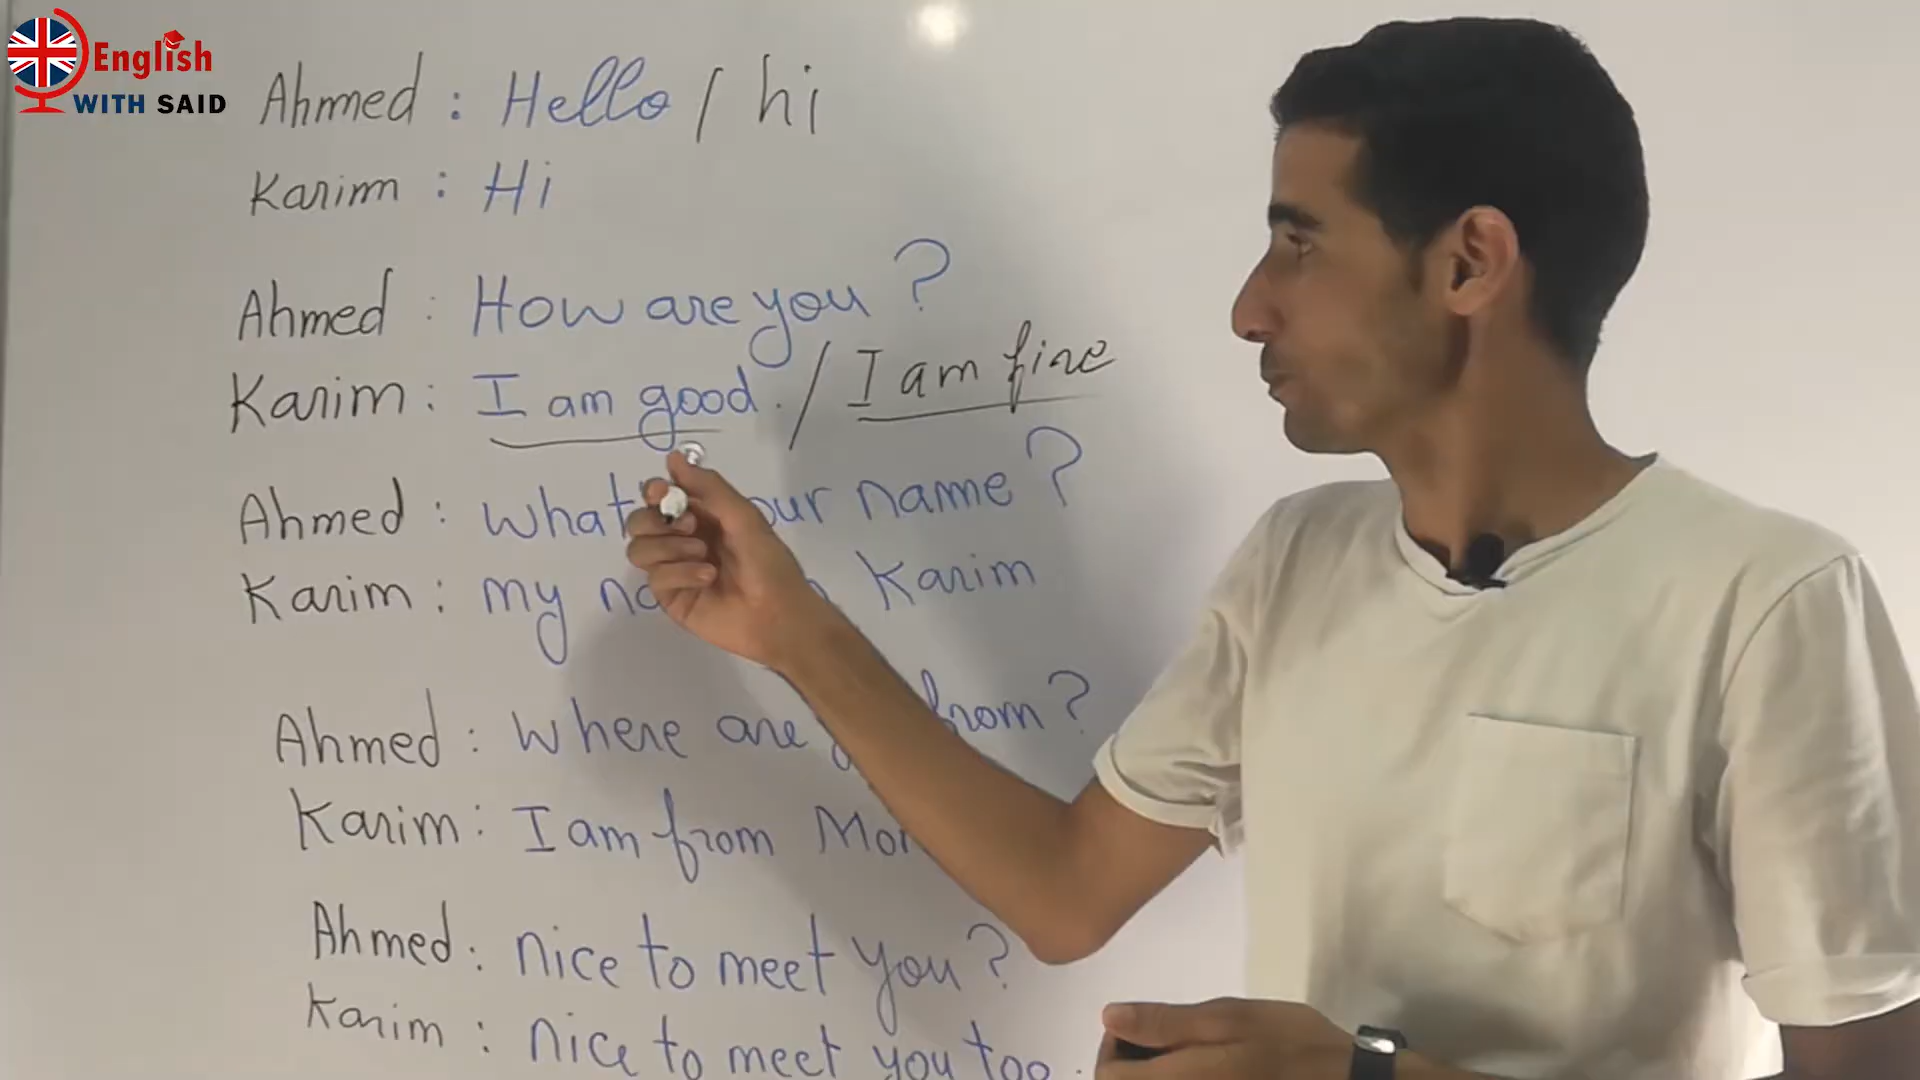 English
WITH SAID
Ahmed : Hello / hi
Karim : Hi
Ahmed : How are you ?
Karim : I am good . / I am fine
Ahmed : what your name ?
Karim : my Karim
Ahmed : where are from ?
Karim : I am from
Ahmed : nice to meet you ?
Karim : nice to meet you too .